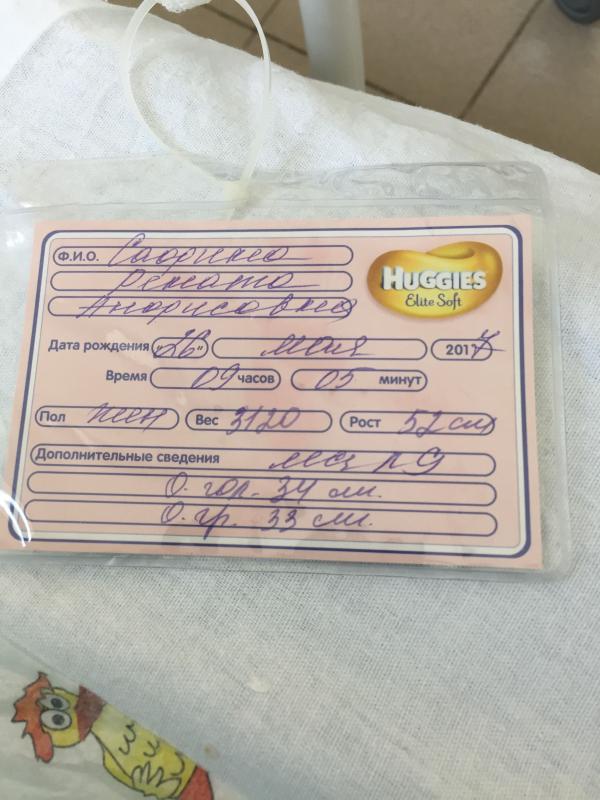 Ф.И.О.
Рената
HUGGIES
Elite Soft
Дата рождения "26" мая 2017
Время 09 часов 05 минут
Пол жен Вес 3120 Рост 52 см
Дополнительные сведения
О. гол. 34 см.
О. гр. 33 см.